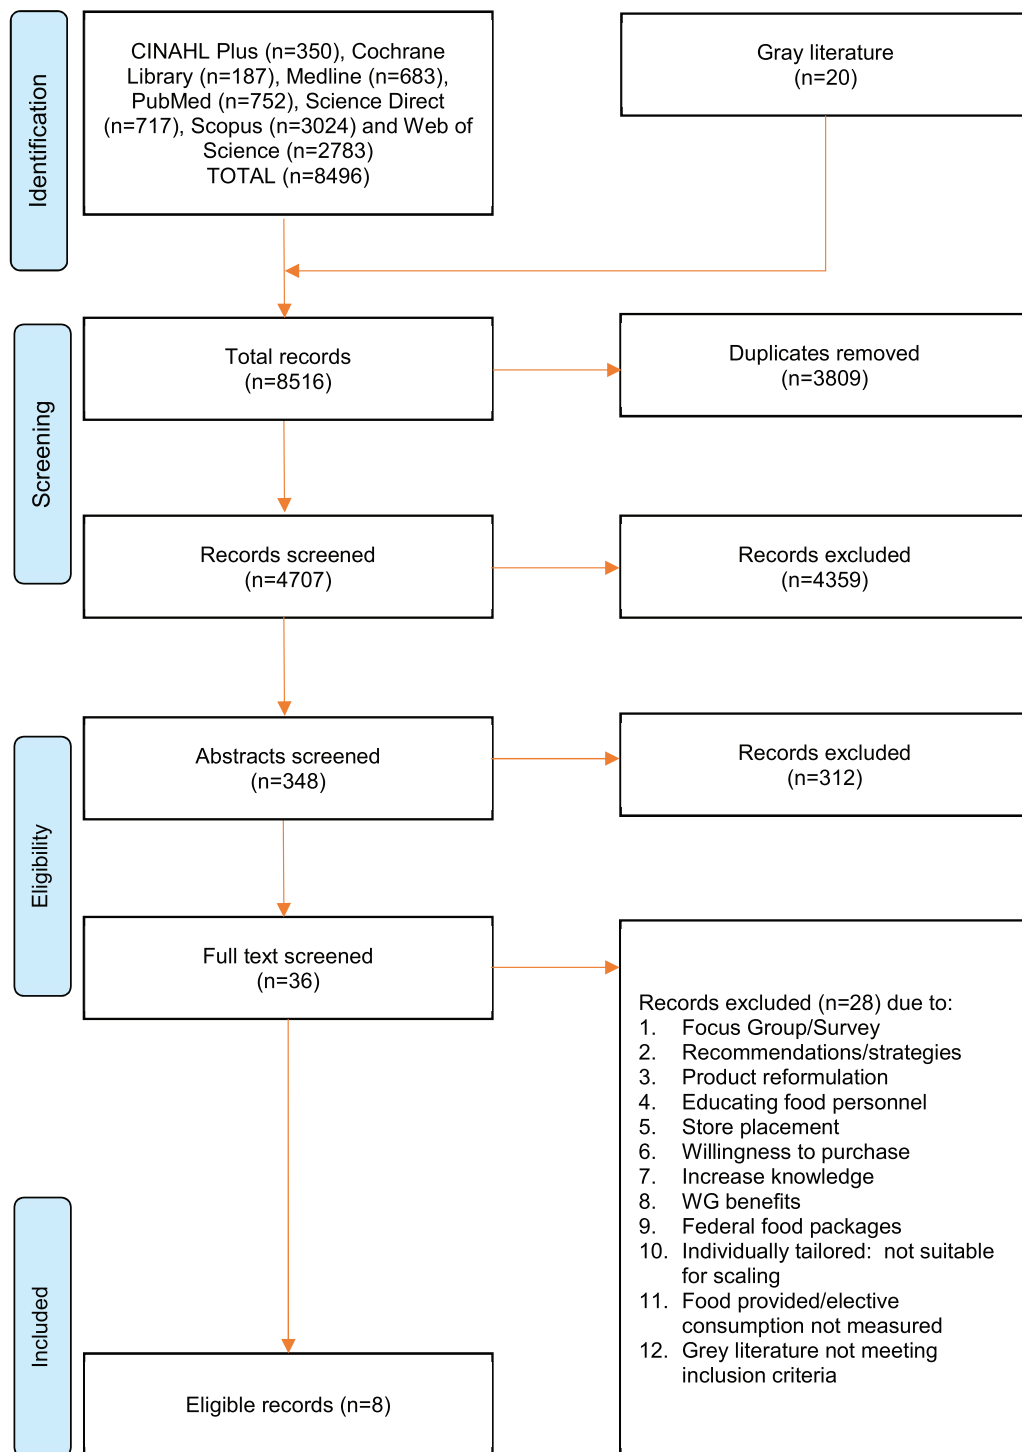 Identification
CINAHL Plus (n=350), Cochrane
Library (n=187), Medline (n=683),
PubMed (n=752), Science Direct
(n=717), Scopus (n=3024) and Web of
Science (n=2783)
TOTAL (n=8496)
Gray literature
(n=20)
Screening
Total records
(n=8516)
Duplicates removed
(n=3809)
Records screened
(n=4707)
Records excluded
(n=4359)
Eligibility
Abstracts screened
(n=348)
Records excluded
(n=312)
Full text screened
(n=36)
Records excluded (n=28) due to:
1. Focus Group/Survey
2. Recommendations/strategies
3. Product reformulation
4. Educating food personnel
5. Store placement
6. Willingness to purchase
7. Increase knowledge
8. WG benefits
9. Federal food packages
10. Individually tailored: not suitable
for scaling
11. Food provided/elective
consumption not measured
12. Grey literature not meeting
inclusion criteria
Included
Eligible records (n=8)